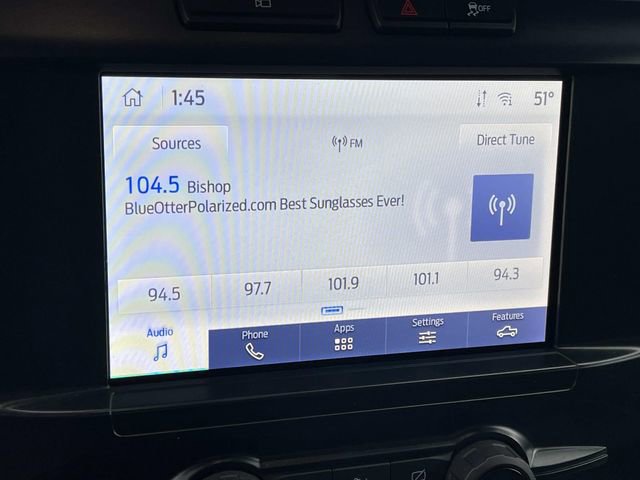 OFF
1:45
51°
Sources
FM
Direct Tune
104.5 Bishop
BlueOtterPolarized.com Best Sunglasses Ever!
94.5
97.7
101.9
101.1
94.3
Audio
Phone
Apps
Settings
Features